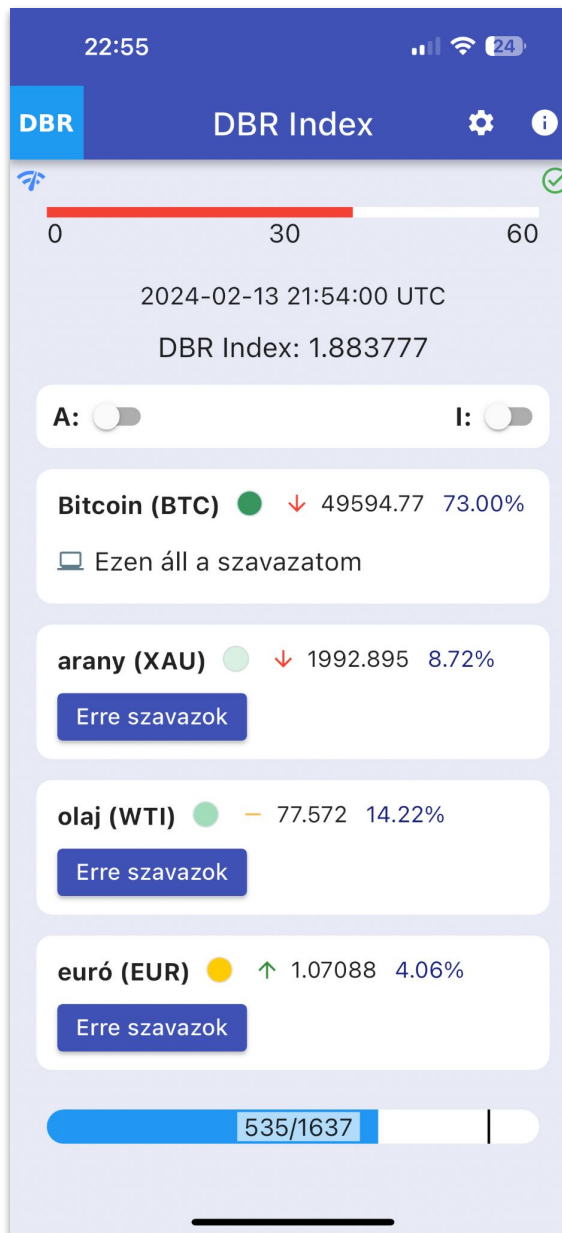 22:55 24
DBR DBR Index
0 30 60
2024-02-13 21:54:00 UTC
DBR Index: 1.883777
A: I:
Bitcoin (BTC) 49594.77 73.00%
Ezen áll a szavazatom
arany (XAU) 1992.895 8.72%
Erre szavazok
olaj (WTI) 77.572 14.22%
Erre szavazok
euró (EUR) 1.07088 4.06%
Erre szavazok
535/1637